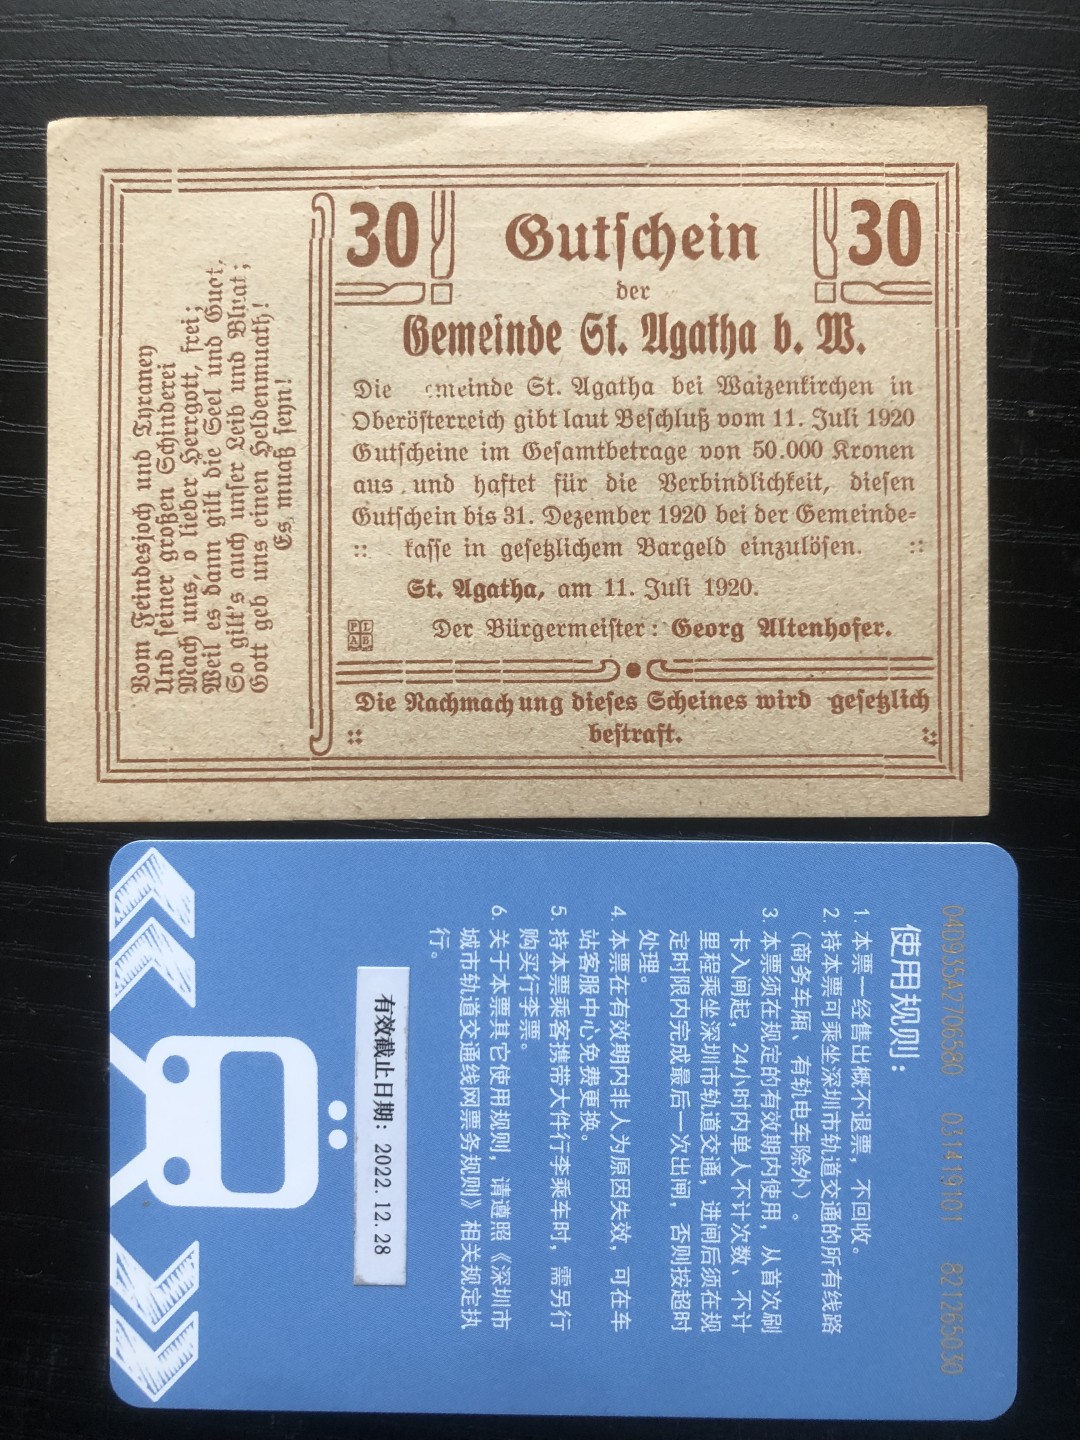 30
Gutschein
30
der
Gemeinde St. Agatha b. W.
Die emeinde St. Agatha bei Waizenkirchen in
Oberösterreich gibt laut Beschluß vom 11. Juli 1920
Gutscheine im Gesamtbetrage von 50.000 Kronen
aus und haftet für die Verbindlichkeit, diesen
Gutschein bis 31. Dezember 1920 bei der Gemeinde=
:: kasse in gesetzlichem Bargeld einzulösen. ::
St. Agatha, am 11. Juli 1920.
Der Bürgermeister: Georg Altenhofer.
Die Nachmachung dieses Scheines wird gesetzlich
:: bestraft. ::
Vom Feindesjoch und Tyraney
Und seiner großen Schinderei
Mach uns, o lieber Herrgott, frei;
Weil es dann gilt die Seel und Guet,
So gilt's auch unser Leib und Bluat;
Gott geb uns einen Heldenmuath!
Es muaß seyn!
04D935A2706580 031419101 821265030
使用规则：
1. 本票一经售出概不退票，不回收。
2. 持本票可乘坐深圳市轨道交通的所有线路
（商务车厢、有轨电车除外）。
3. 本票须在规定的有效期内使用，从首次刷
卡入闸起，24小时内单人不计次数、不计
里程乘坐深圳市轨道交通，进闸后须在规
定时限内完成最后一次出闸，否则按超时
处理。
4. 本票在有效期内非人为原因失效，可在车
站客服中心免费更换。
5. 持本票乘客携带大件行李乘车时，需另行
购买行李票。
6. 关于本票其它使用规则，请遵照《深圳市
城市轨道交通线网票务规则》相关规定执
行。
有效截止日期：2022.12.28